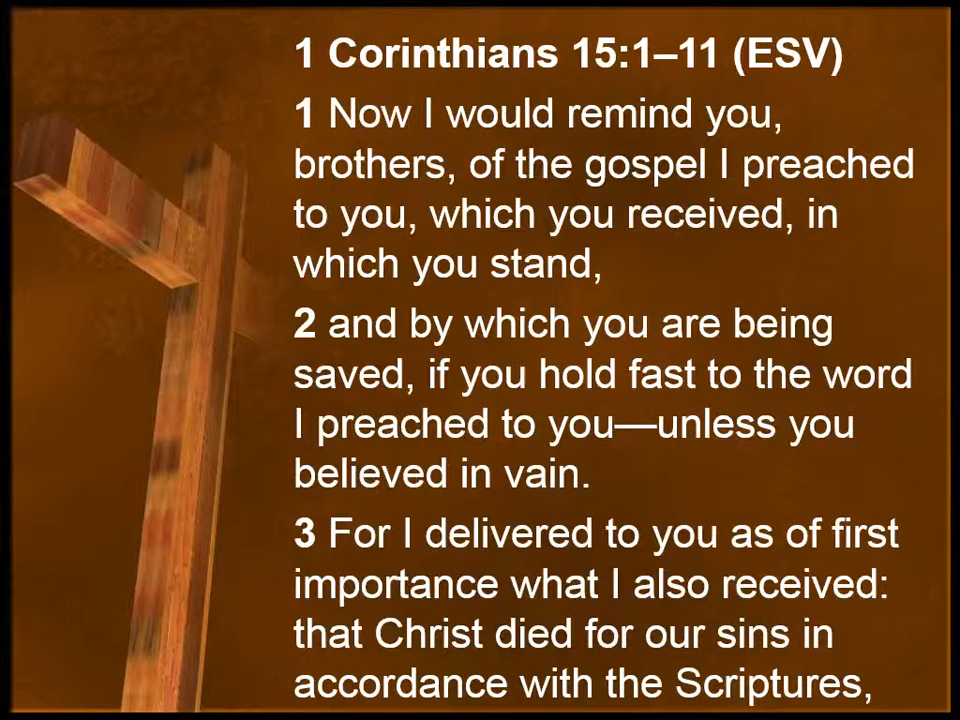 1 Corinthians 15:1–11 (ESV)
1 Now I would remind you,
brothers, of the gospel I preached
to you, which you received, in
which you stand,
2 and by which you are being
saved, if you hold fast to the word
I preached to you—unless you
believed in vain.
3 For I delivered to you as of first
importance what I also received:
that Christ died for our sins in
accordance with the Scriptures,